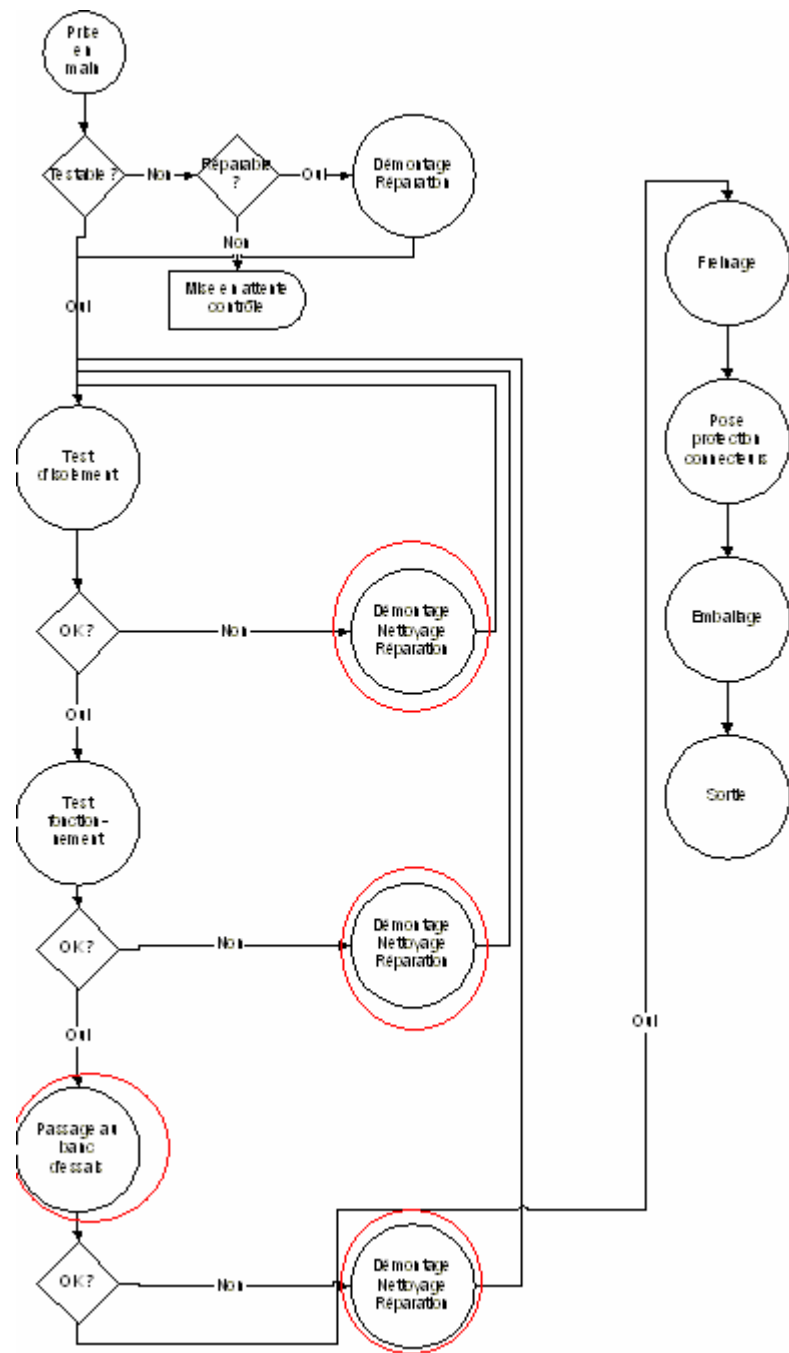 Prise
en
main
Testable ?
Non
Réparable
?
Oui
Démontage
Réparation
Non
Mise en attente
contrôle
Oui
Test
d'isolement
OK ?
Non
Démontage
Nettoyage
Réparation
Oui
Test
fonction-
nement
OK ?
Non
Démontage
Nettoyage
Réparation
Oui
Passage au
banc
d'essais
OK ?
Non
Démontage
Nettoyage
Réparation
Oui
Freinage
Pose
protection
connecteurs
Emballage
Sortie